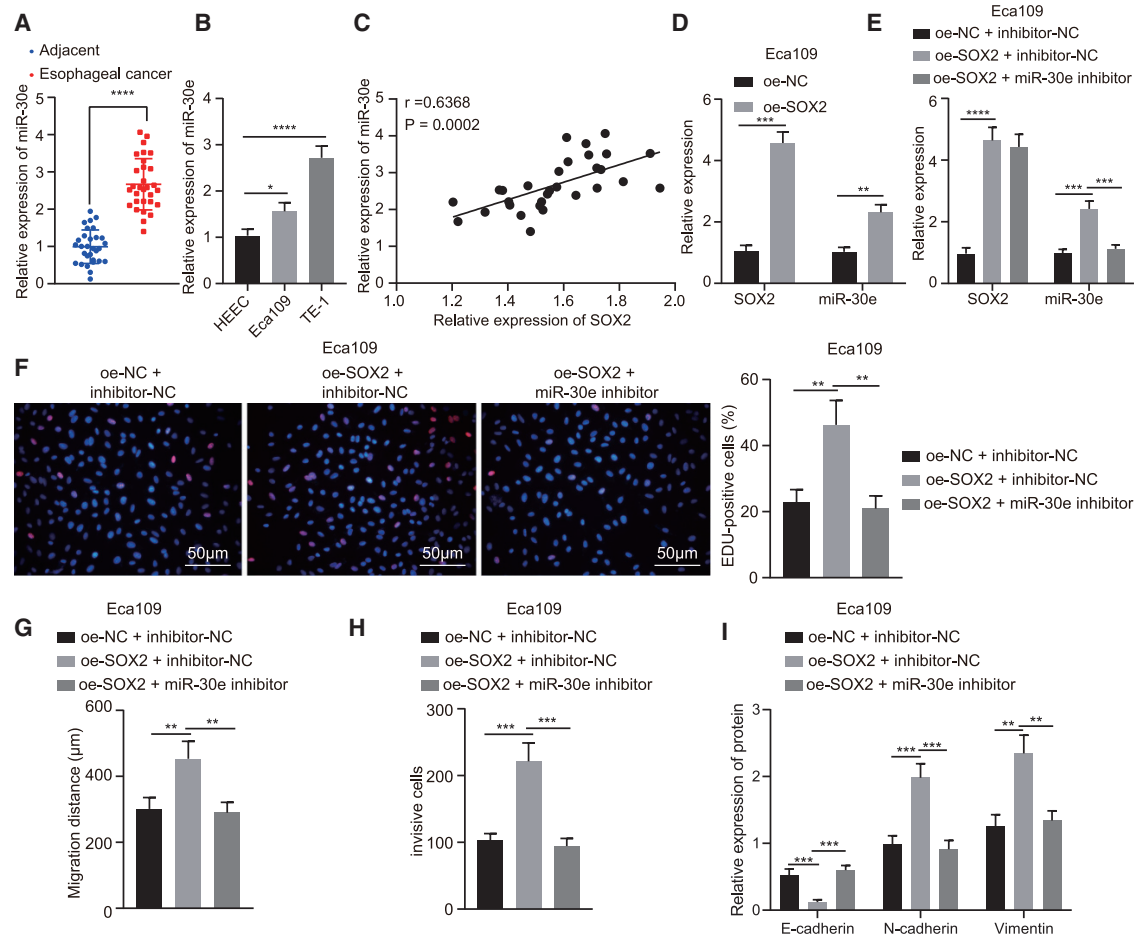 A
Adjacent
Esophageal cancer
****
Relative expression of miR-30e
5
4
3
2
1
0
B
Relative expression of miR-30e
4
3
2
1
0
****
*
HEEC
Eca109
TE-1
C
r =0.6368
P = 0.0002
Relative expression of miR-30e
5
4
3
2
1
0
1.0
1.2
1.4
1.6
1.8
2.0
Relative expression of SOX2
D
Eca109
oe-NC
oe-SOX2
Relative expression
6
4
2
0
***
**
SOX2
miR-30e
E
Eca109
oe-NC + inhibitor-NC
oe-SOX2 + inhibitor-NC
oe-SOX2 + miR-30e inhibitor
Relative expression
6
4
2
0
****
***
***
SOX2
miR-30e
F
Eca109
oe-NC +
inhibitor-NC
oe-SOX2 +
inhibitor-NC
oe-SOX2 +
miR-30e inhibitor
50μm
50μm
50μm
Eca109
EDU-positive cells (%)
60
40
20
0
**
**
oe-NC + inhibitor-NC
oe-SOX2 + inhibitor-NC
oe-SOX2 + miR-30e inhibitor
G
Eca109
oe-NC + inhibitor-NC
oe-SOX2 + inhibitor-NC
oe-SOX2 + miR-30e inhibitor
Migration distance (μm)
600
400
200
0
**
**
H
Eca109
oe-NC + inhibitor-NC
oe-SOX2 + inhibitor-NC
oe-SOX2 + miR-30e inhibitor
invisive cells
300
200
100
0
***
***
I
Eca109
oe-NC + inhibitor-NC
oe-SOX2 + inhibitor-NC
oe-SOX2 + miR-30e inhibitor
Relative expression of protein
3
2
1
0
***
***
***
***
**
**
E-cadherin
N-cadherin
Vimentin